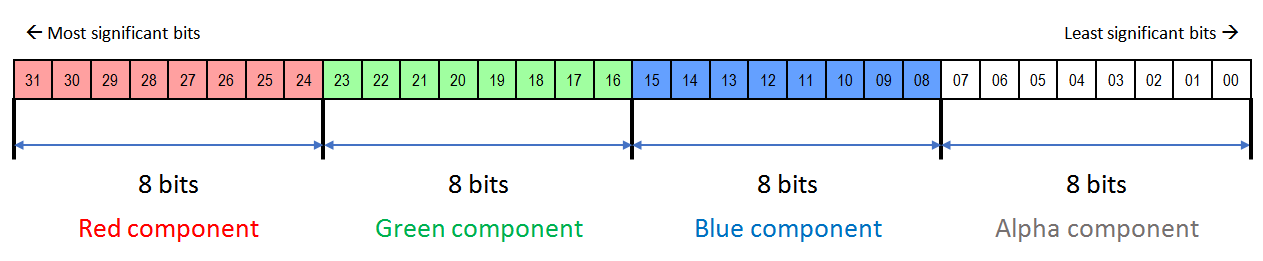 ← Most significant bits Least significant bits →
31 30 29 28 27 26 25 24 23 22 21 20 19 18 17 16 15 14 13 12 11 10 09 08 07 06 05 04 03 02 01 00
8 bits 8 bits 8 bits 8 bits
Red component Green component Blue component Alpha component